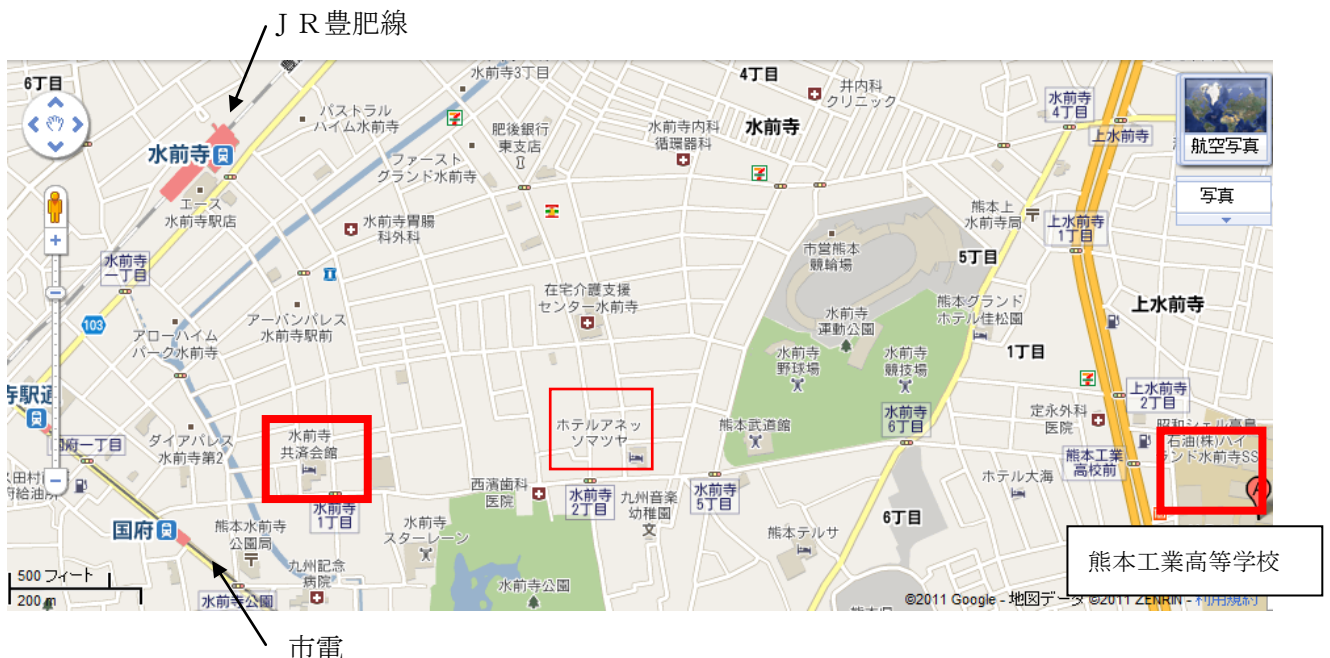 JR豊肥線
6丁目
水前寺3丁目
4丁目
井内科
クリニック
水前寺
4丁目
上水前寺
航空写真
パストラル
ハイム水前寺
肥後銀行
東支店
水前寺内科
循環器科
水前寺
水前寺
ファースト
グランド水前寺
写真
エース
水前寺駅店
水前寺胃腸
科外科
熊本上
水前寺局
上水前寺
1丁目
市営熊本
競輪場
5丁目
水前寺
一丁目
在宅介護支援
センター水前寺
熊本グランド
ホテル佳松園
上水前寺
103
アローハイム
パーク水前寺
アーバンパレス
水前寺駅前
水前寺
運動公園
水前寺
野球場
水前寺
競技場
1丁目
寺駅通
上水前寺
2丁目
国府一丁目
ダイアパレス
水前寺第2
水前寺
共済会館
ホテルアネッ
ソマツヤ
熊本武道館
水前寺
6丁目
定永外科
医院
昭和シェル
石油(株)ハイ
ランド水前寺SS
熊本工業
高校前
西濱歯科
医院
水前寺
2丁目
九州音楽
幼稚園
水前寺
5丁目
ホテル大海
A
国府
熊本水前寺
公園局
水前寺
1丁目
水前寺
スターレーン
熊本テルサ
6丁目
熊本工業高等学校
500 フィート
200 m
九州記念
病院
水前寺公園
水前寺公園
©2011 Google - 地図データ ©2011 ZENRIN - 利用規約
市電